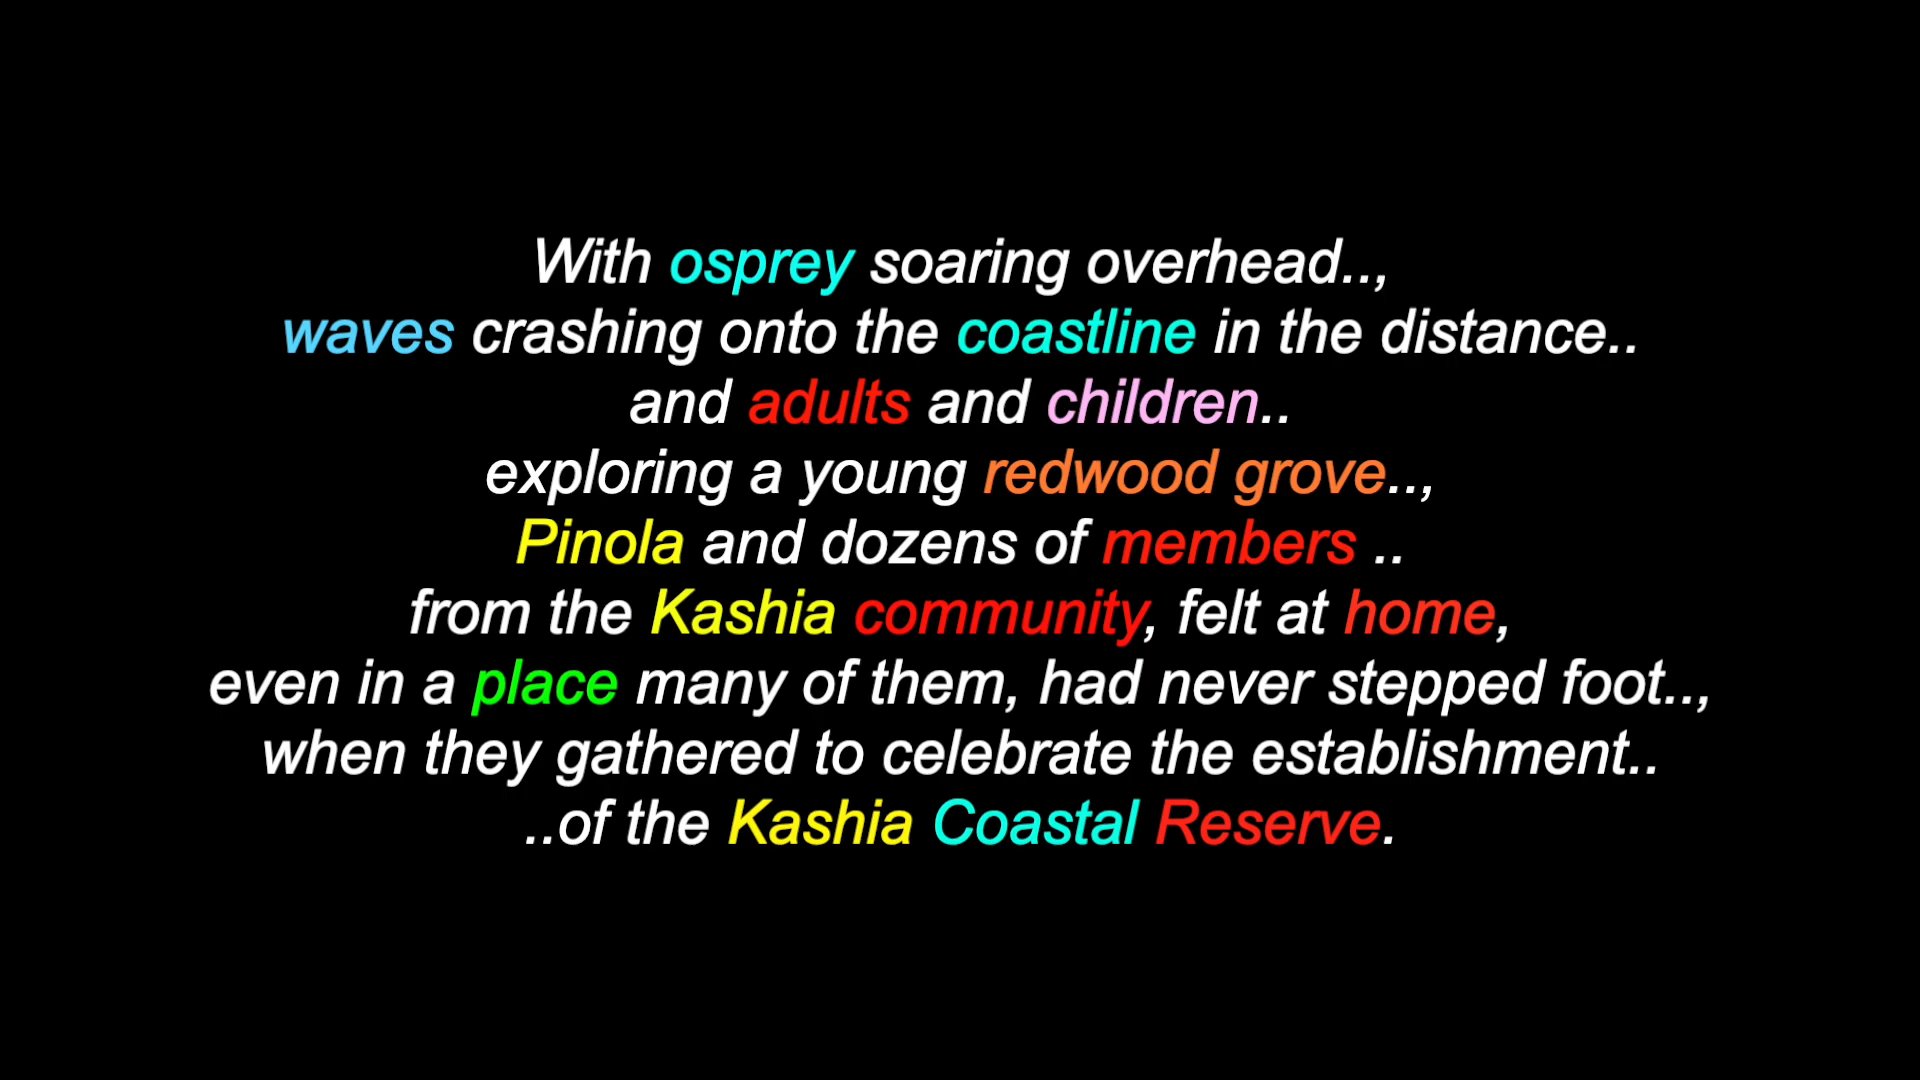 With osprey soaring overhead..,
waves crashing onto the coastline in the distance..
and adults and children..
exploring a young redwood grove..,
Pinola and dozens of members ..
from the Kashia community, felt at home,
even in a place many of them, had never stepped foot..,
when they gathered to celebrate the establishment..
..of the Kashia Coastal Reserve.